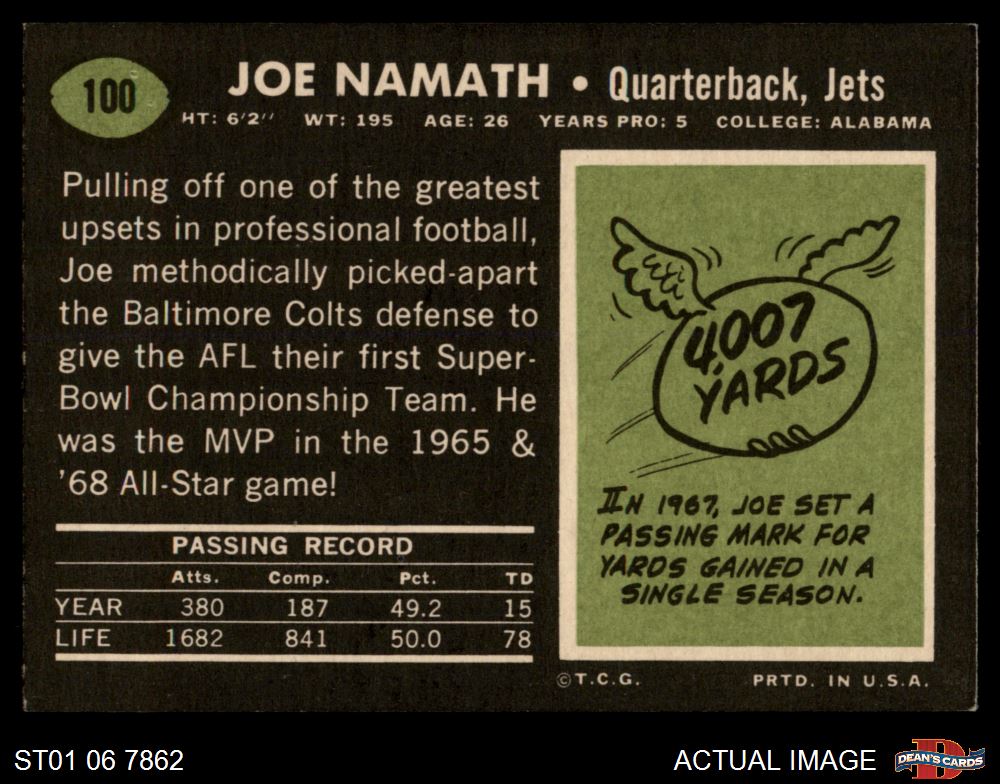 100
JOE NAMATH • Quarterback, Jets
HT: 6'2'' WT: 195 AGE: 26 YEARS PRO: 5 COLLEGE: ALABAMA
Pulling off one of the greatest
upsets in professional football,
Joe methodically picked-apart
the Baltimore Colts defense to
give the AFL their first Super-
Bowl Championship Team. He
was the MVP in the 1965 &
'68 All-Star game!
PASSING RECORD
Atts. Comp. Pct. TD
YEAR 380 187 49.2 15
LIFE 1682 841 50.0 78
4,007
YARDS
IN 1967, JOE SET A
PASSING MARK FOR
YARDS GAINED IN A
SINGLE SEASON.
©T.C.G. PRTD. IN U.S.A.
ST01 06 7862
ACTUAL IMAGE
D
DEAN'S CARDS